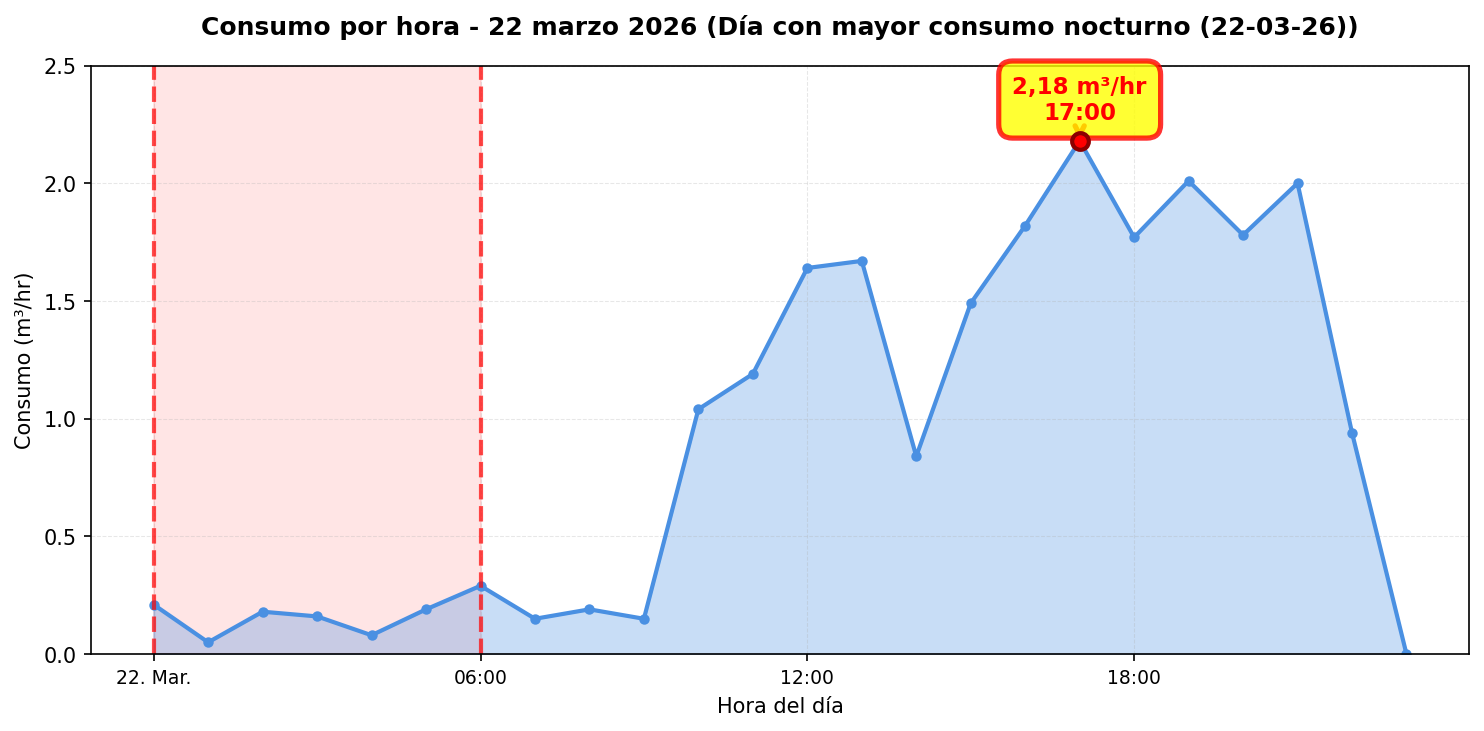 Consumo por hora - 22 marzo 2026 (Día con mayor consumo nocturno (22-03-26))
2,18 m³/hr
17:00
Consumo (m³/hr)
2.5
2.0
1.5
1.0
0.5
0.0
22. Mar.
06:00
12:00
18:00
Hora del día